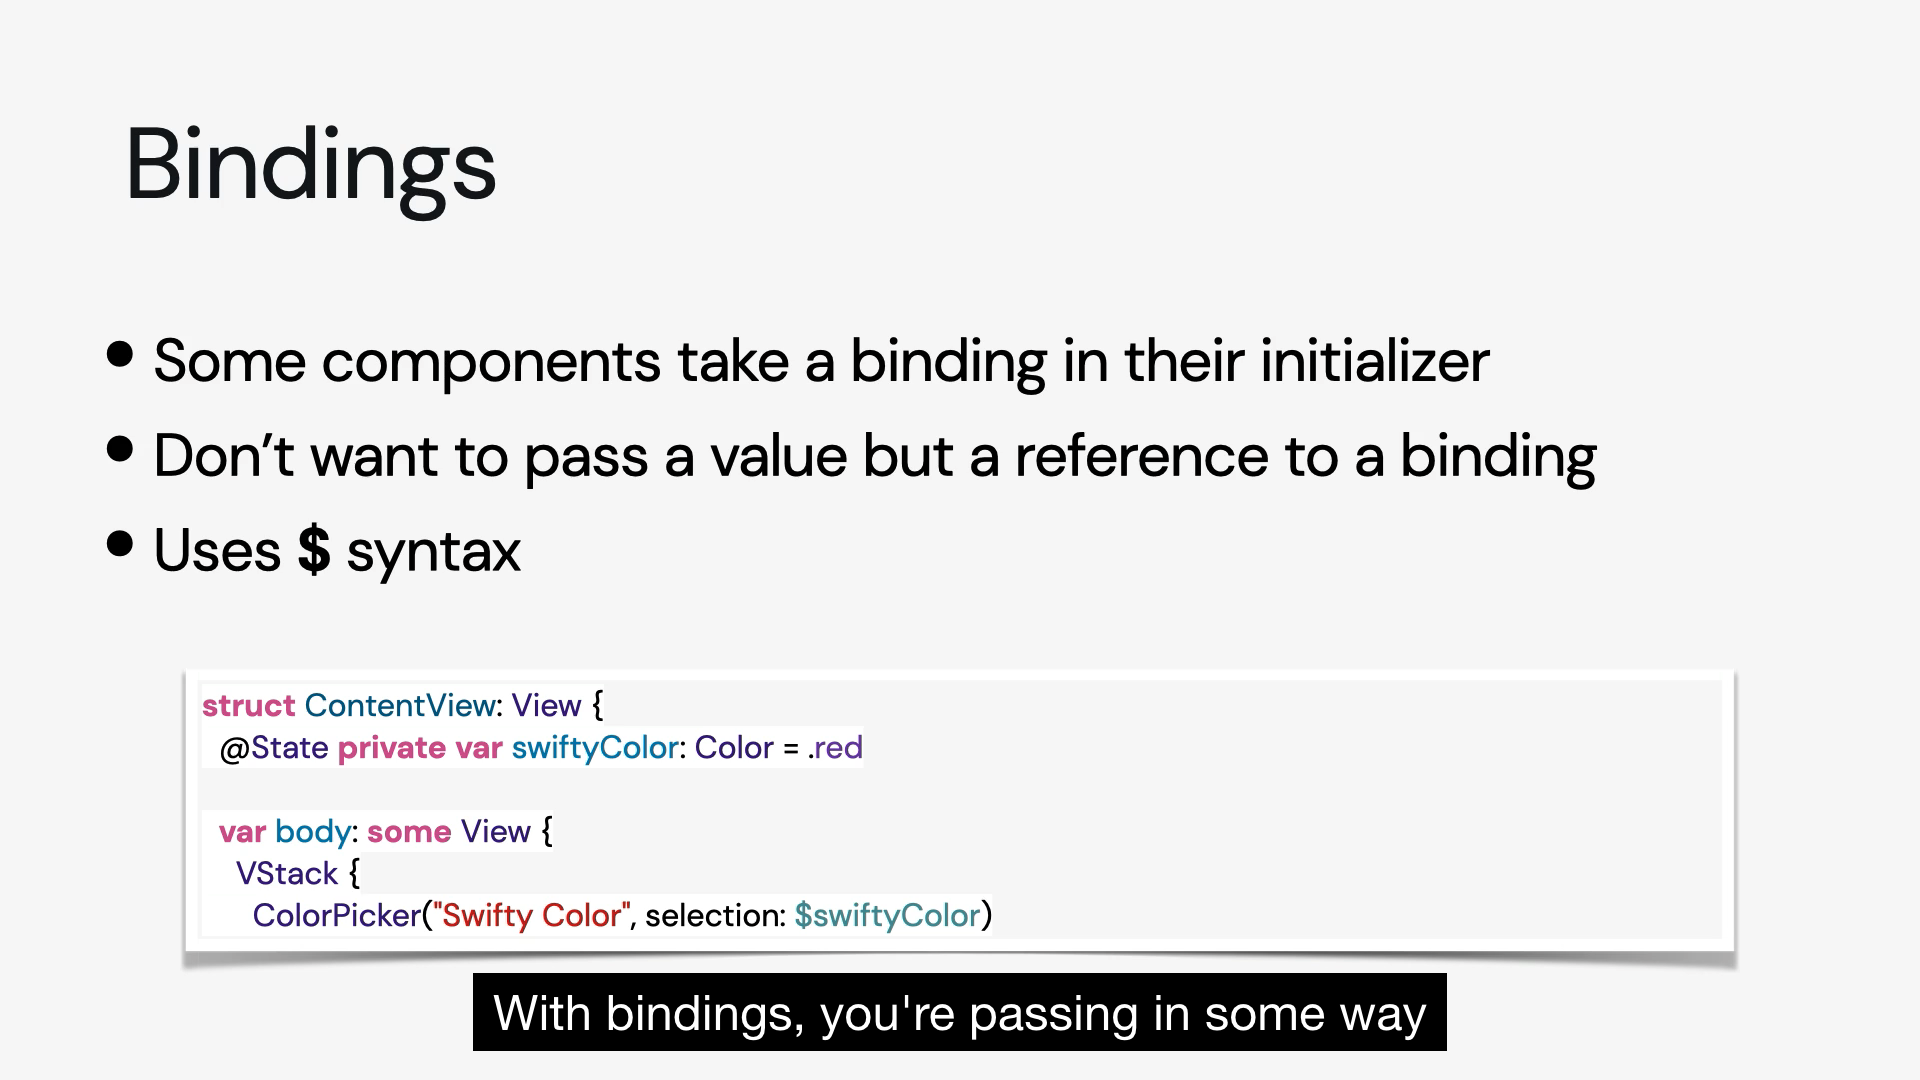 Bindings
• Some components take a binding in their initializer
• Don’t want to pass a value but a reference to a binding
• Uses $ syntax
struct ContentView: View {
@State private var swiftyColor: Color = .red
var body: some View {
VStack {
ColorPicker("Swifty Color", selection: $swiftyColor)
With bindings, you're passing in some way